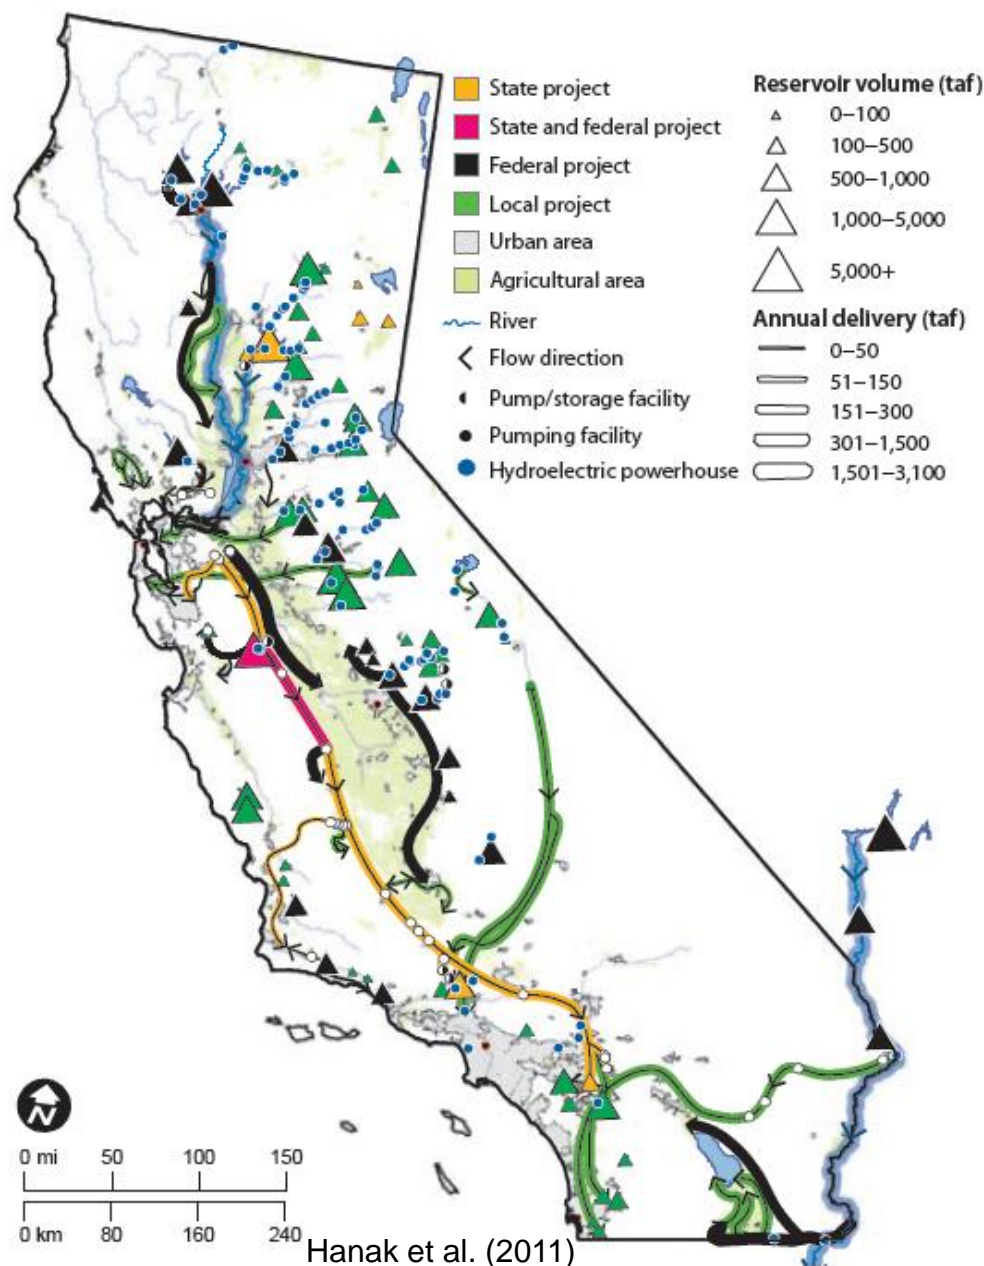 State project
State and federal project
Federal project
Local project
Urban area
Agricultural area
River
Flow direction
Pump/storage facility
Pumping facility
Hydroelectric powerhouse
Reservoir volume (taf)
0–100
100–500
500–1,000
1,000–5,000
5,000+
Annual delivery (taf)
0–50
51–150
151–300
301–1,500
1,501–3,100
N
0 mi 50 100 150
0 km 80 160 240
Hanak et al. (2011)